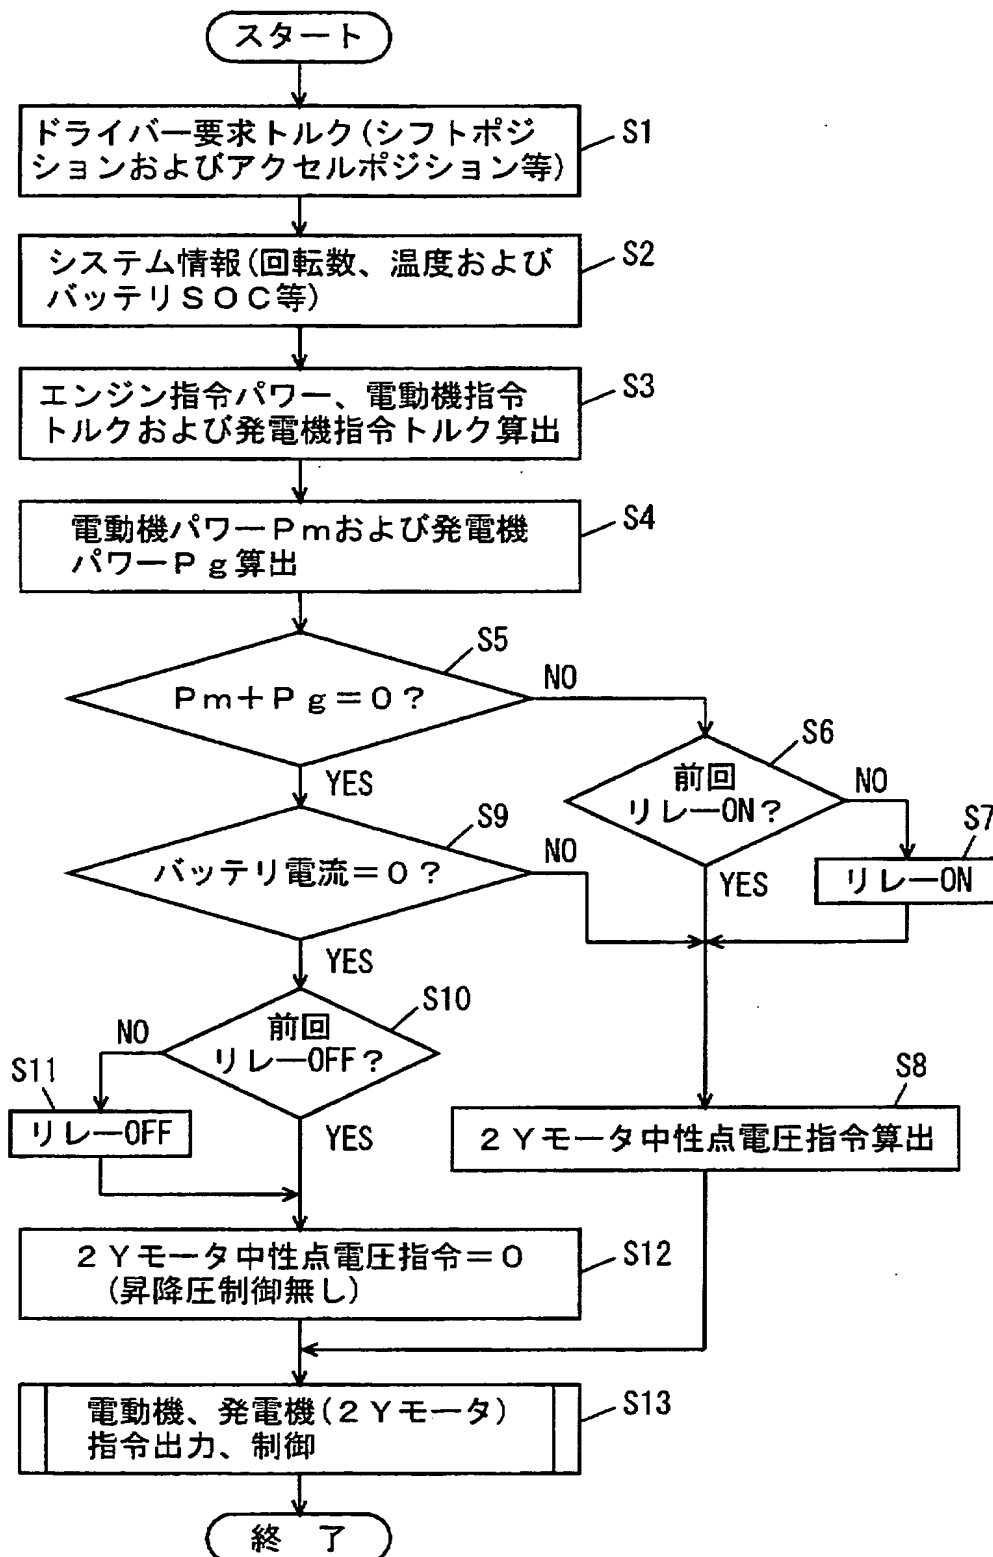 スタート
ドライバー要求トルク(シフトポジ
ションおよびアクセルポジション等)
S1
システム情報(回転数、温度および
バッテリSOC等)
S2
エンジン指令パワー、電動機指令
トルクおよび発電機指令トルク算出
S3
電動機パワーPmおよび発電機
パワーPg算出
S4
Pm+Pg=0?
S5
NO
YES
前回
リレーON?
S6
NO
YES
リレーON
S7
バッテリ電流=0?
S9
NO
YES
前回
リレーOFF?
S10
NO
YES
リレーOFF
S11
2Yモータ中性点電圧指令算出
S8
2Yモータ中性点電圧指令=0
(昇降圧制御無し)
S12
電動機、発電機(2Yモータ)
指令出力、制御
S13
終 了